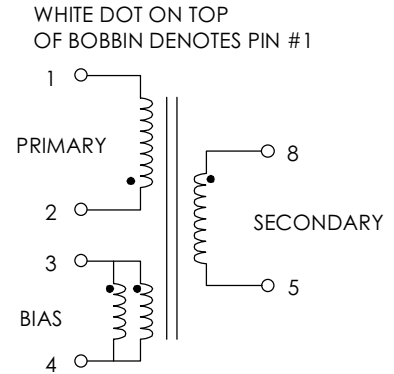 WHITE DOT ON TOP
OF BOBBIN DENOTES PIN #1
1
PRIMARY
2
8
SECONDARY
5
3
BIAS
4